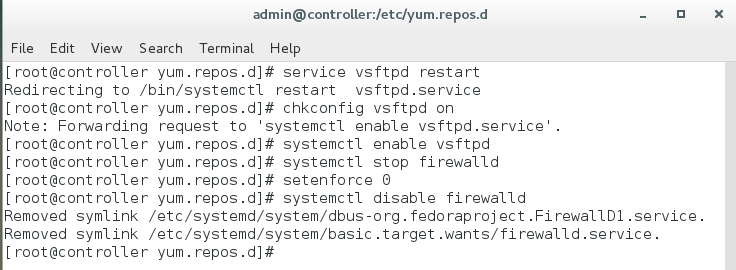 admin@controller:/etc/yum.repos.d
File Edit View Search Terminal Help
[root@controller yum.repos.d]# service vsftpd restart
Redirecting to /bin/systemctl restart  vsftpd.service
[root@controller yum.repos.d]# chkconfig vsftpd on
Note: Forwarding request to 'systemctl enable vsftpd.service'.
[root@controller yum.repos.d]# systemctl enable vsftpd
[root@controller yum.repos.d]# systemctl stop firewalld
[root@controller yum.repos.d]# setenforce 0
[root@controller yum.repos.d]# systemctl disable firewalld
Removed symlink /etc/systemd/system/dbus-org.fedoraproject.FirewallD1.service.
Removed symlink /etc/systemd/system/basic.target.wants/firewalld.service.
[root@controller yum.repos.d]#